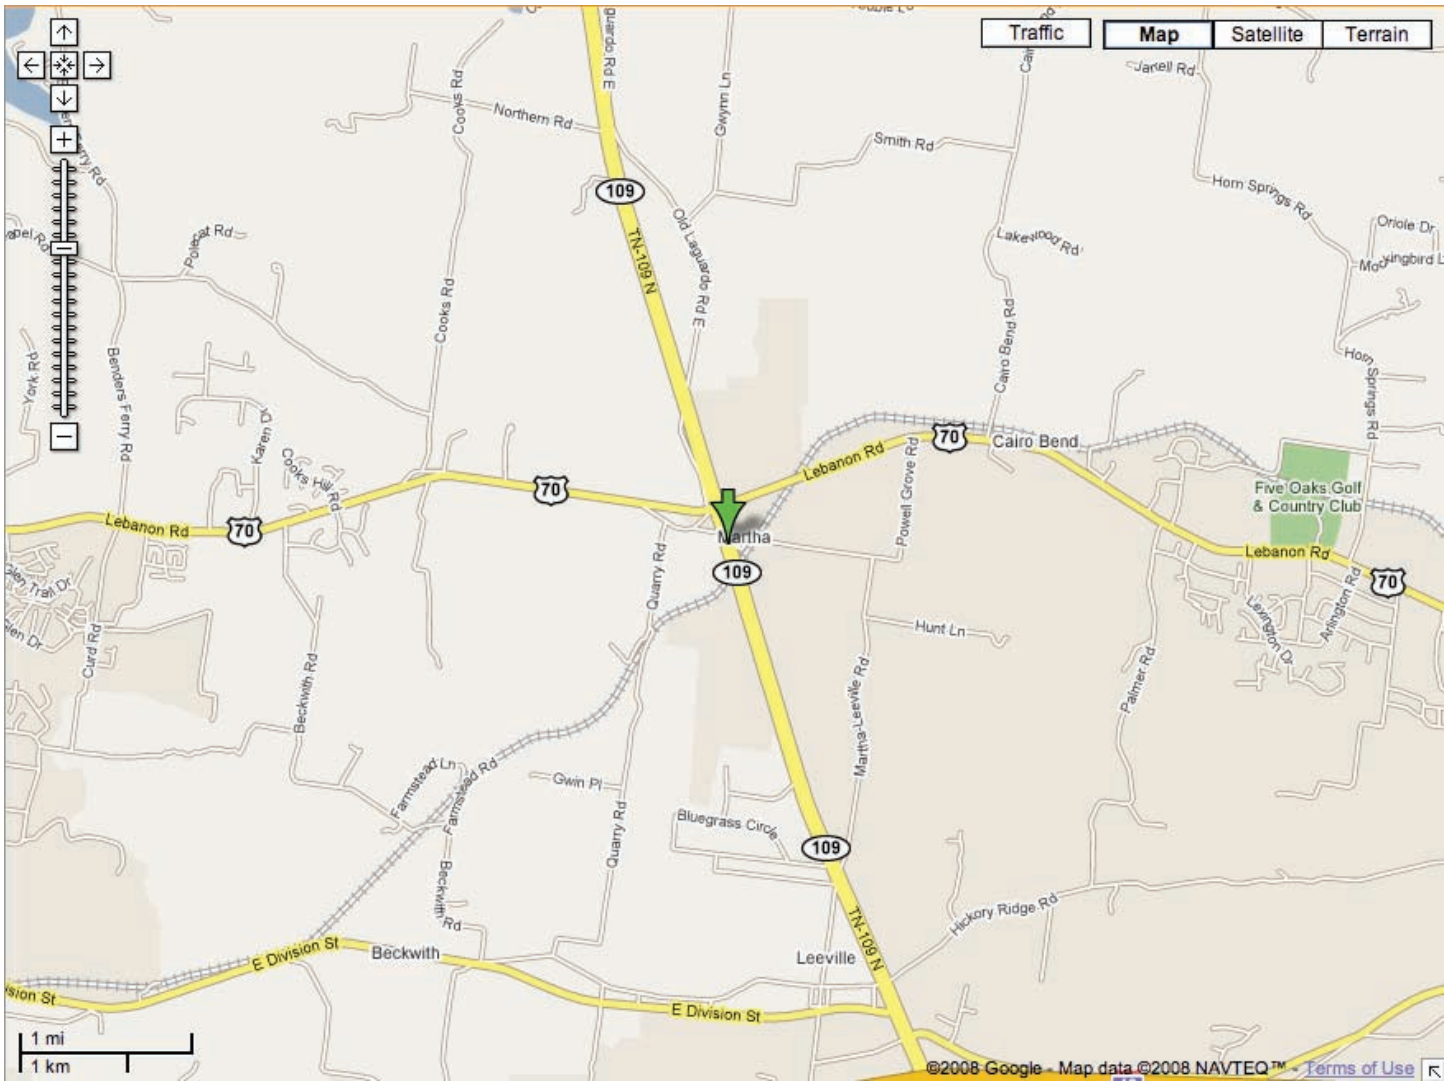 Traffic
Map
Satellite
Terrain
Cooks Rd
Northern Rd
Gwynn Ln
Smith Rd
Jarell Rd
109
Horn Springs Rd
Oriole Dr
Polecat Rd
Old Laguardo Rd E
Lakewood Rd
TN-109 N
Cooks Rd
York Rd
Benders Ferry Rd
Cairo Bend Rd
Horn Springs Rd
Karen Dr
Cooks Hill Rd
Lebanon Rd
70
Cairo Bend
Powell Grove Rd
70
Five Oaks Golf
& Country Club
Lebanon Rd
70
Martha
Lebanon Rd
70
109
Quarry Rd
Glen Trail Dr
Glen Dr
Curd Rd
Hunt Ln
Lexington Dr
Arlington Rd
Beckwith Rd
Martha-Leeville Rd
Palmer Rd
Farmstead Ln
Farmstead Rd
Gwin Pl
Quarry Rd
Bluegrass Circle
109
Beckwith Rd
Hickory Ridge Rd
TN-109 N
E Division St
Beckwith
Leeville
E Division St
1 mi
1 km
©2008 Google - Map data ©2008 NAVTEQ™ - Terms of Use